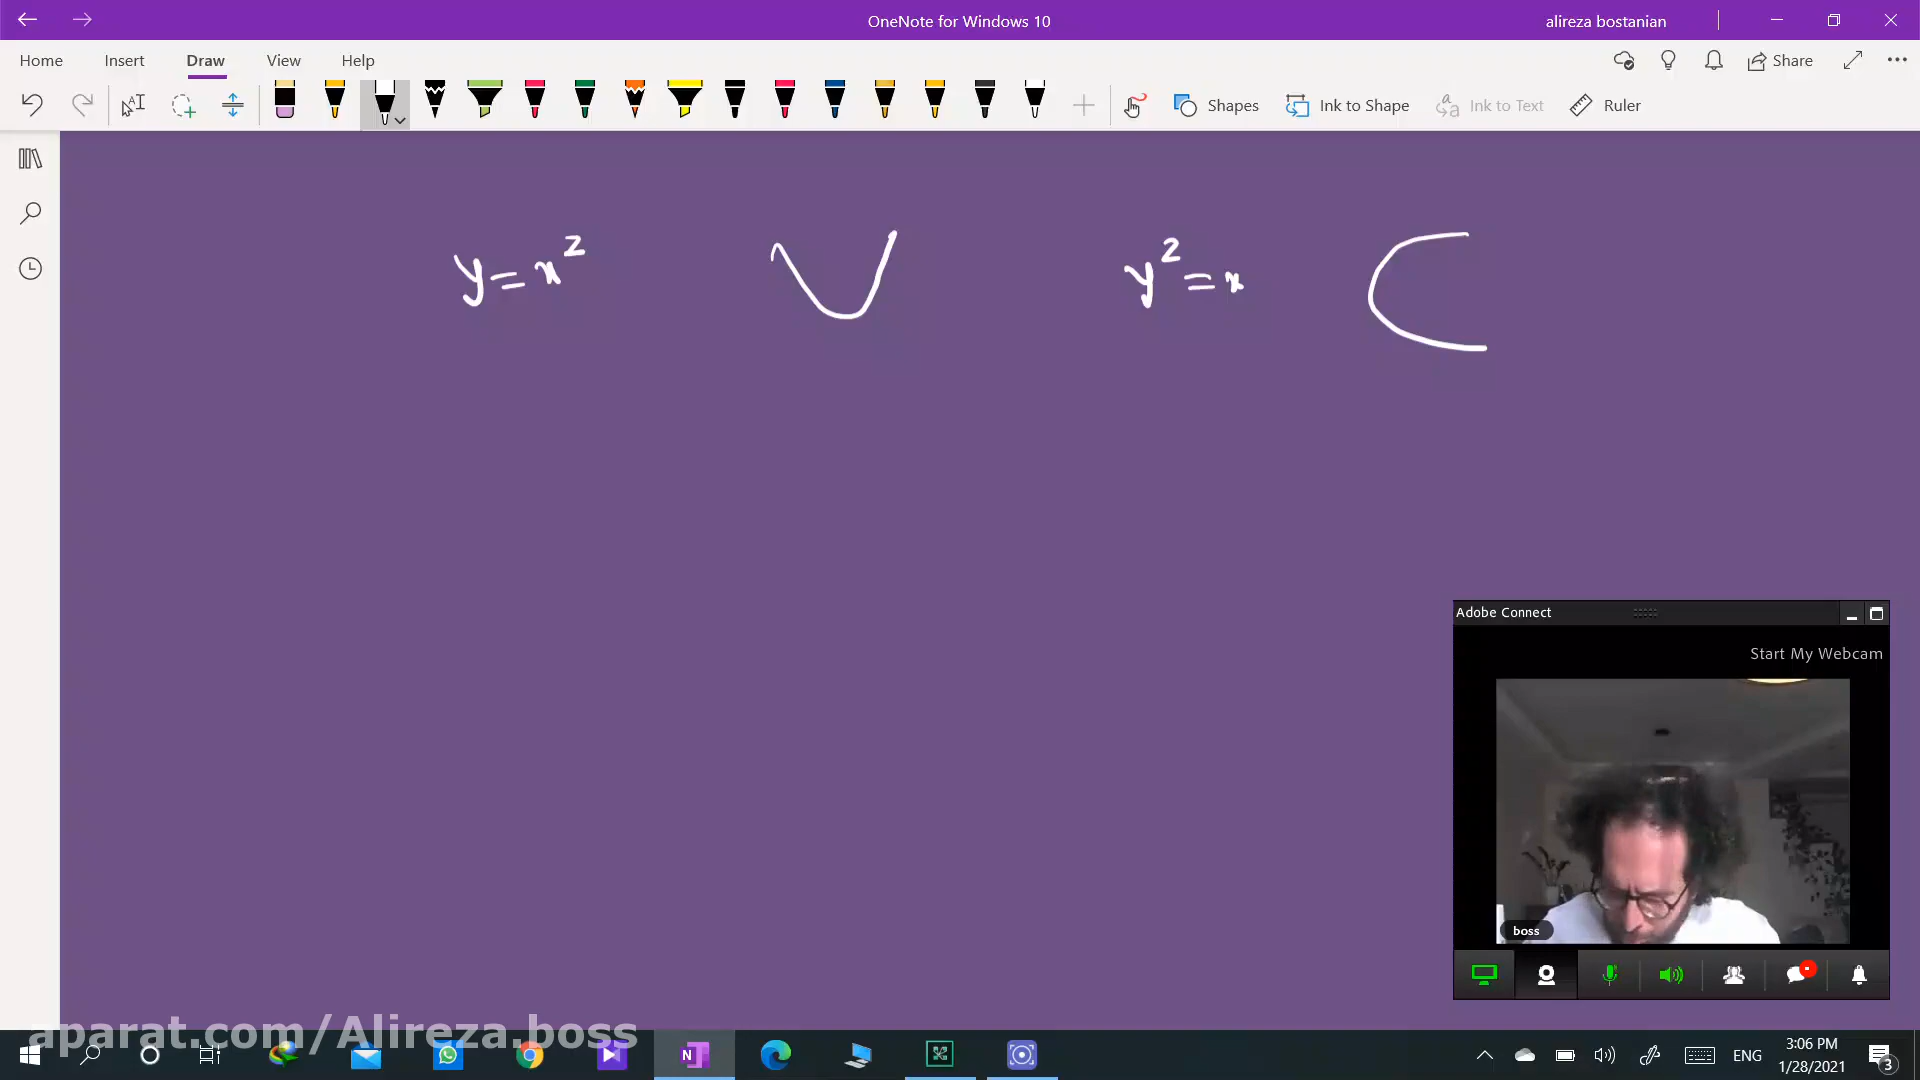 OneNote for Windows 10
alireza bostanian
Home Insert Draw View Help
Share
Shapes Ink to Shape Ink to Text Ruler
y=x² y²=x
Adobe Connect
Start My Webcam
boss
aparat.com/Alireza.boss
ENG
3:06 PM
1/28/2021
3